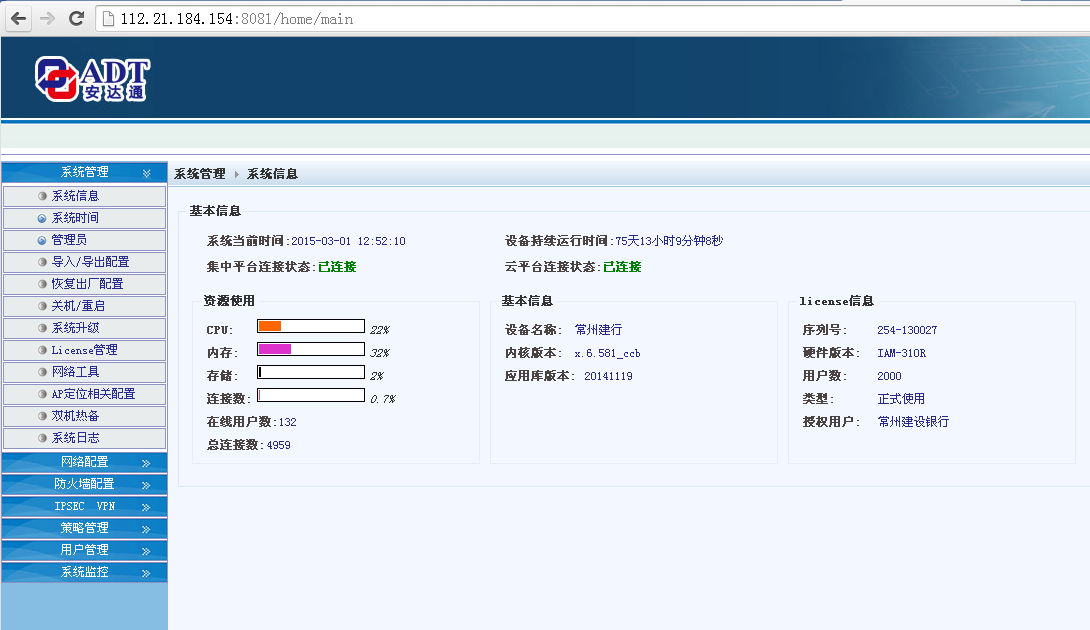 112.21.184.154:8081/home/main
ADT
安达通
系统管理
系统管理 系统信息
系统信息
系统时间
管理员
导入/导出配置
恢复出厂配置
关机/重启
系统升级
License管理
网络工具
AP定位相关配置
双机热备
系统日志
网络配置
防火墙配置
IPSEC VPN
策略管理
用户管理
系统监控
基本信息
系统当前时间:2015-03-01 12:52:10 设备持续运行时间:75天13小时9分钟8秒
集中平台连接状态:已连接 云平台连接状态:已连接
资源使用
CPU: 22%
内存: 32%
存储: 2%
连接数: 0.7%
在线用户数:132
总连接数:4959
基本信息
设备名称: 常州建行
内核版本: x.6.581_ccb
应用库版本: 20141119
license信息
序列号: 254-130027
硬件版本: IAM-310R
用户数: 2000
类型: 正式使用
授权用户: 常州建设银行